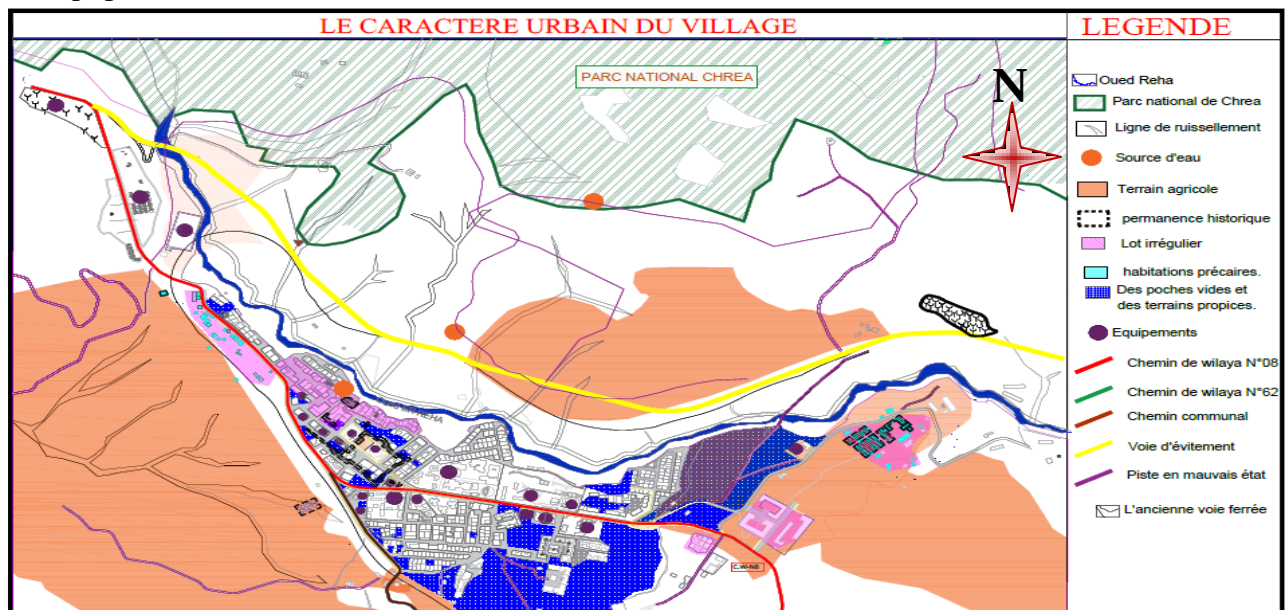 LE CARACTERE URBAIN DU VILLAGE
LEGENDE
PARC NATIONAL CHREA
N
Oued Reha
Parc national de Chrea
Ligne de ruissellement
Source d'eau
Terrain agricole
permanence historique
Lot irrégulier
habitations précaires.
Des poches vides et
des terrains propices.
Equipements
Chemin de wilaya N°08
Chemin de wilaya N°62
Chemin communal
Voie d'évitement
Piste en mauvais état
L'ancienne voie ferrée